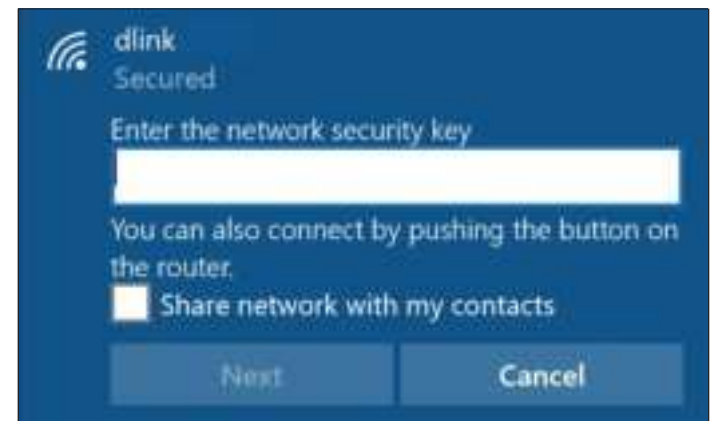 dlink
Secured
Enter the network security key
You can also connect by pushing the button on
the router.
Share network with my contacts
Next Cancel